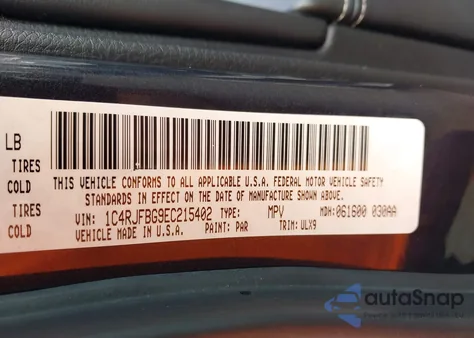 LB
TIRES
COLD
TIRES
COLD
THIS VEHICLE CONFORMS TO ALL APPLICABLE U.S.A. FEDERAL MOTOR VEHICLE SAFETY
STANDARDS IN EFFECT ON THE DATE OF MANUFACTURE SHOWN ABOVE.
VIN: 1C4RJFBG9EC215402 TYPE: MPV MDH: 061600 030AA
VEHICLE MADE IN U.S.A. PAINT: PAR TRIM: ULX9
autoSnap